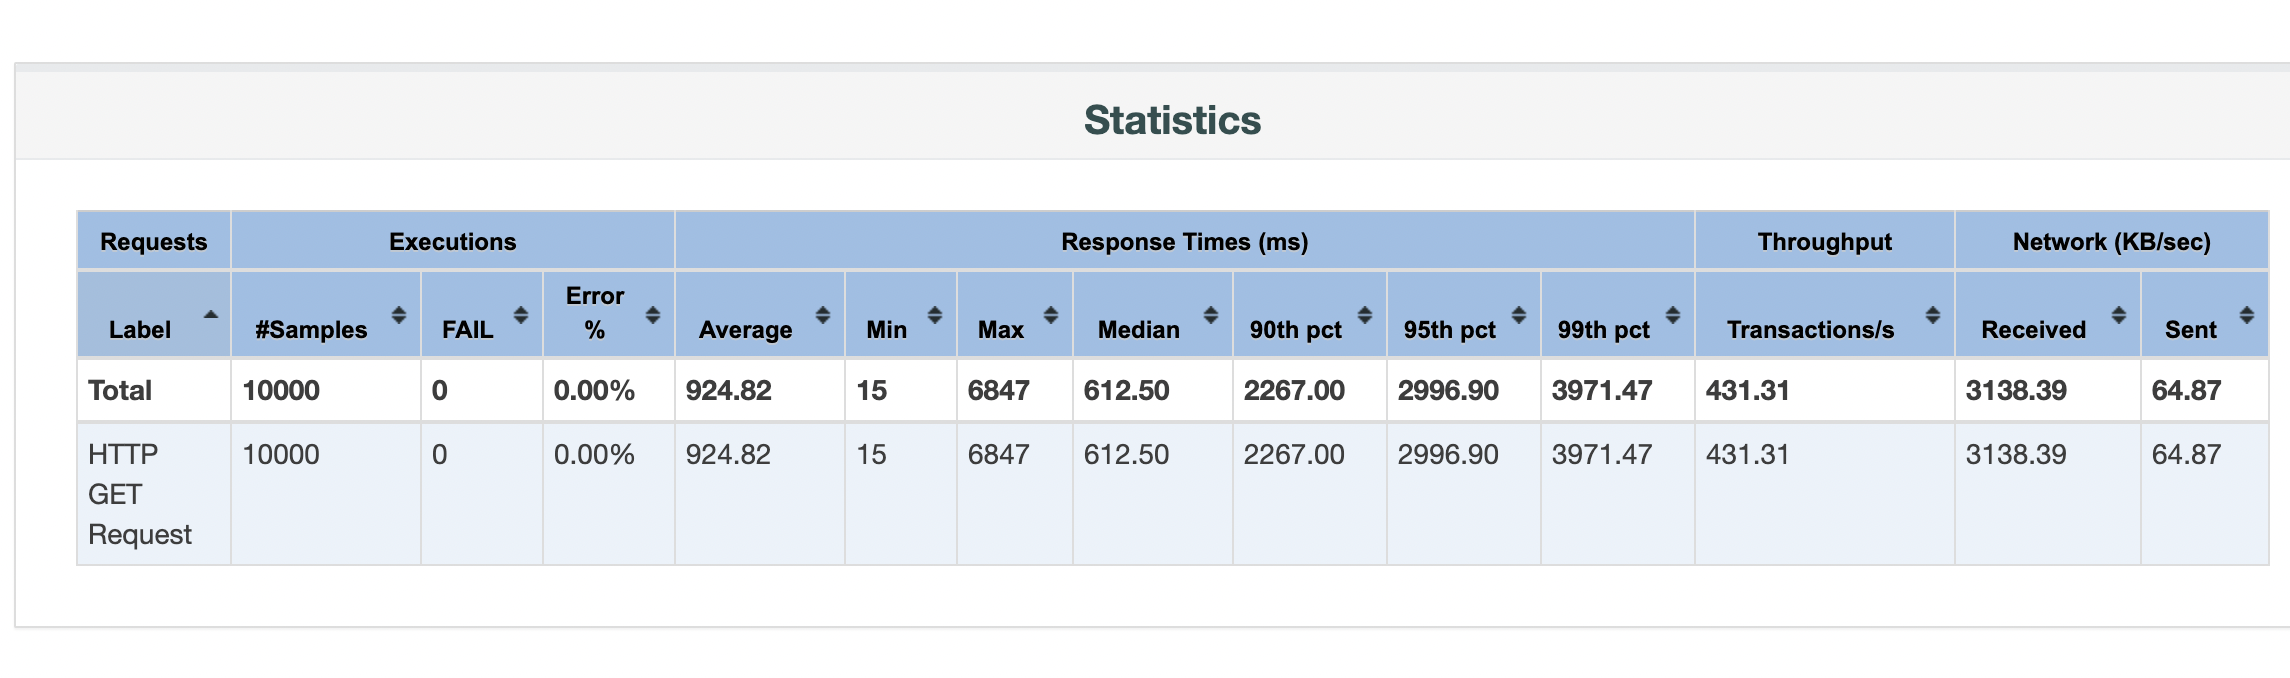 Statistics
Requests Executions Response Times (ms) Throughput Network (KB/sec)
Label #Samples FAIL Error % Average Min Max Median 90th pct 95th pct 99th pct Transactions/s Received Sent
Total 10000 0 0.00% 924.82 15 6847 612.50 2267.00 2996.90 3971.47 431.31 3138.39 64.87
HTTP 10000 0 0.00% 924.82 15 6847 612.50 2267.00 2996.90 3971.47 431.31 3138.39 64.87
GET
Request